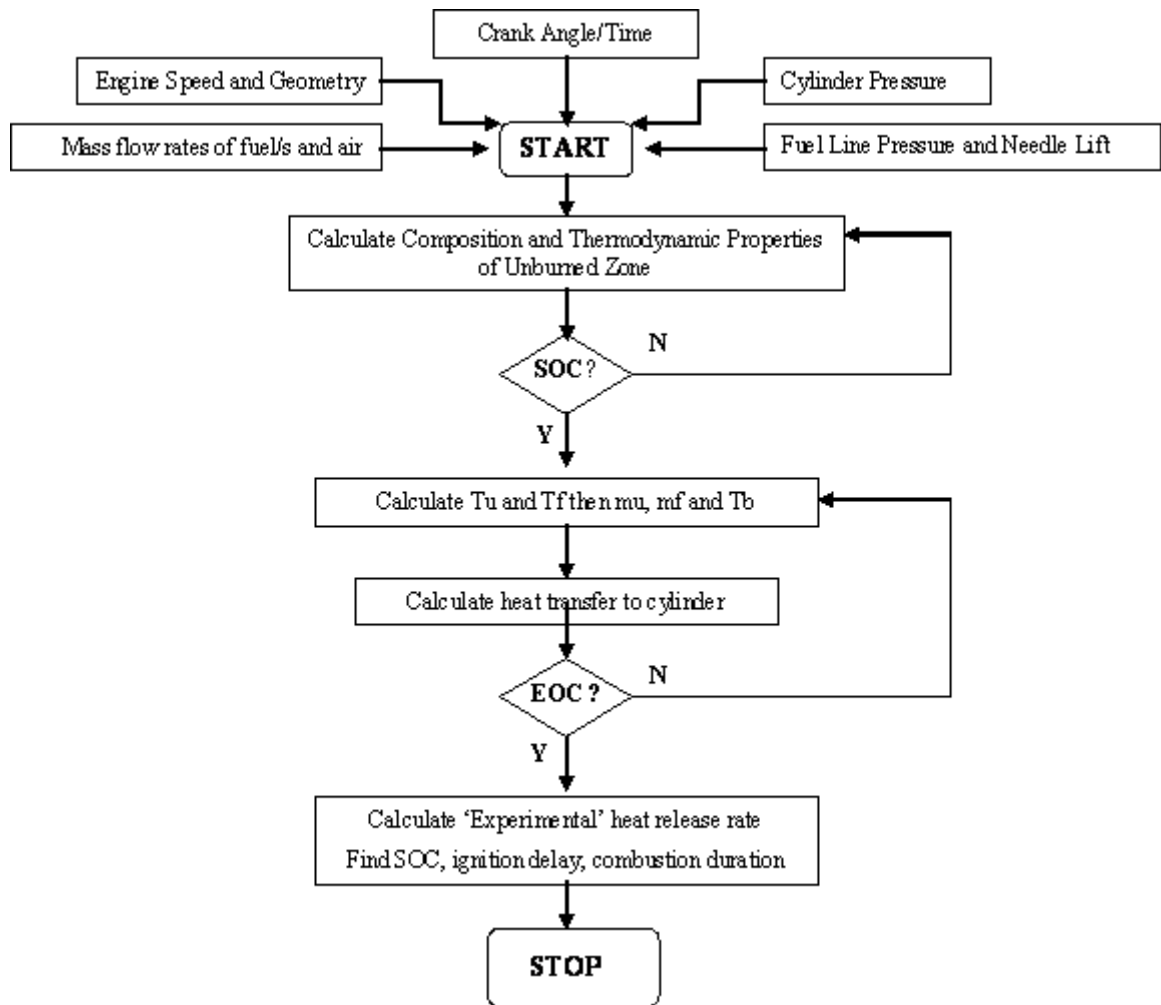 Crank Angle/Time
Engine Speed and Geometry
Cylinder Pressure
Mass flow rates of fuel/s and air
START
Fuel Line Pressure and Needle Lift
Calculate Composition and Thermodynamic Properties
of Unburned Zone
SOC?
N
Y
Calculate Tu and Tf then mu, mf and Tb
Calculate heat transfer to cylinder
EOC?
N
Y
Calculate ‘Experimental’ heat release rate
Find SOC, ignition delay, combustion duration
STOP